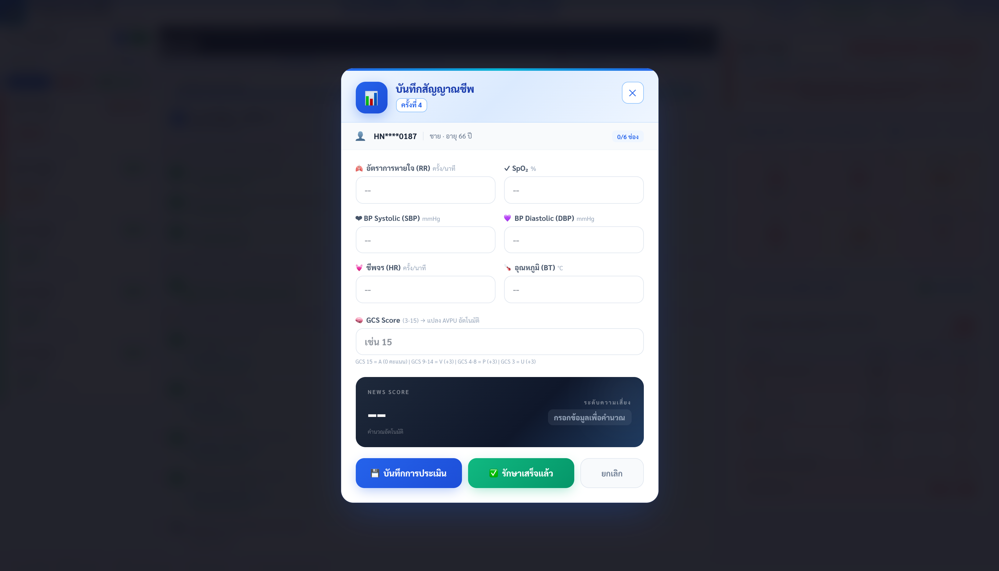 บันทึกสัญญาณชีพ
ครั้งที่ 4
HN****0187 ชาย · อายุ 66 ปี 0/6 ช่อง
อัตราการหายใจ (RR) ครั้ง/นาที
--
SpO₂ %
--
BP Systolic (SBP) mmHg
--
BP Diastolic (DBP) mmHg
--
ชีพจร (HR) ครั้ง/นาที
--
อุณหภูมิ (BT) °C
--
GCS Score (3-15) → แปลง AVPU อัตโนมัติ
เช่น 15
GCS 15 = A (0 คะแนน) | GCS 9-14 = V (+3) | GCS 4-8 = P (+3) | GCS 3 = U (+3)
NEWS SCORE
--
คำนวณอัตโนมัติ
ระดับความเสี่ยง
กรอกข้อมูลเพื่อคำนวณ
บันทึกการประเมิน
รักษาเสร็จแล้ว
ยกเลิก